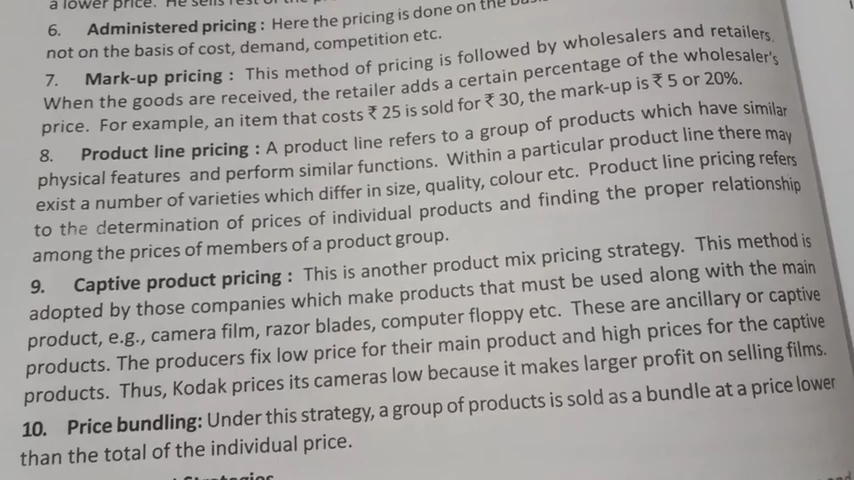 a lower price. He sells rest of the
6. Administered pricing : Here the pricing is done on the basis
not on the basis of cost, demand, competition etc.
7. Mark-up pricing : This method of pricing is followed by wholesalers and retailers.
When the goods are received, the retailer adds a certain percentage of the wholesaler's
price. For example, an item that costs ₹ 25 is sold for ₹ 30, the mark-up is ₹ 5 or 20%.
8. Product line pricing : A product line refers to a group of products which have similar
physical features and perform similar functions. Within a particular product line there may
exist a number of varieties which differ in size, quality, colour etc. Product line pricing refers
to the determination of prices of individual products and finding the proper relationship
among the prices of members of a product group.
9. Captive product pricing : This is another product mix pricing strategy. This method is
adopted by those companies which make products that must be used along with the main
product, e.g., camera film, razor blades, computer floppy etc. These are ancillary or captive
products. The producers fix low price for their main product and high prices for the captive
products. Thus, Kodak prices its cameras low because it makes larger profit on selling films.
10. Price bundling: Under this strategy, a group of products is sold as a bundle at a price lower
than the total of the individual price.
Strategies